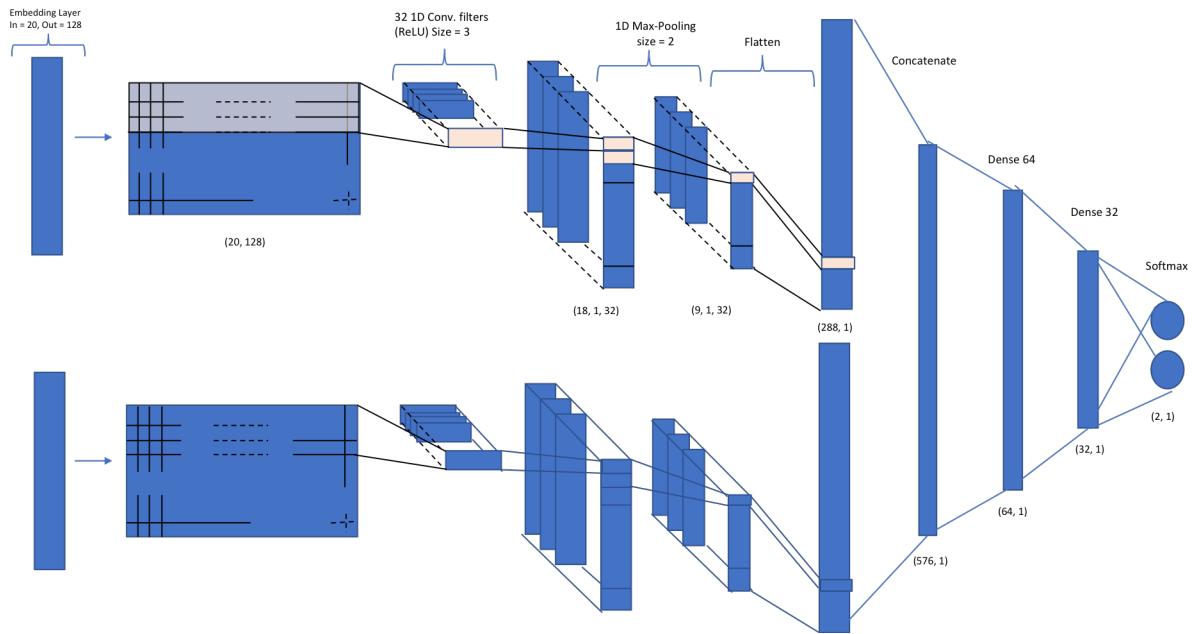 Embedding Layer
In = 20, Out = 128
32 1D Conv. filters
(ReLU) Size = 3
1D Max-Pooling
size = 2
Flatten
Concatenate
Dense 64
Dense 32
Softmax
(20, 128)
(18, 1, 32)
(9, 1, 32)
(288, 1)
(2, 1)
(32, 1)
(64, 1)
(576, 1)